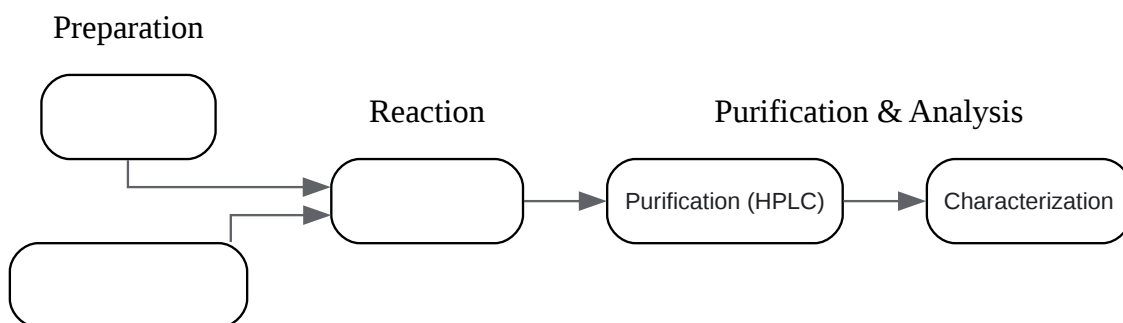 Preparation
Reaction
Purification & Analysis
Purification (HPLC)
Characterization